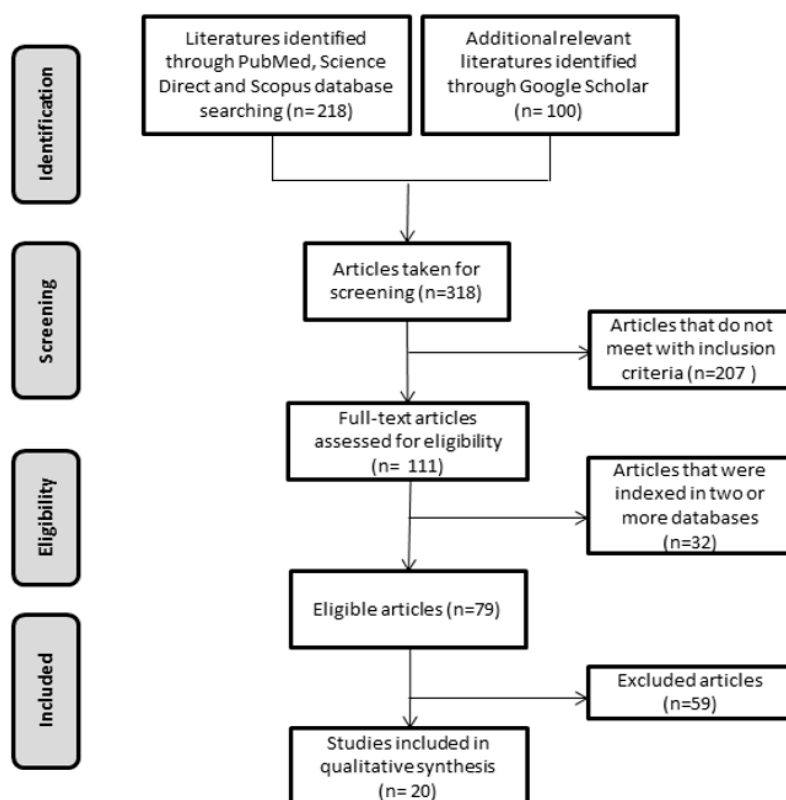 Identification
Literatures identified
through PubMed, Science
Direct and Scopus database
searching (n= 218)
Additional relevant
literatures identified
through Google Scholar
(n= 100)
Screening
Articles taken for
screening (n=318)
Articles that do not
meet with inclusion
criteria (n=207 )
Full-text articles
assessed for eligibility
(n= 111)
Eligibility
Articles that were
indexed in two or
more databases
(n=32)
Eligible articles (n=79)
Included
Excluded articles
(n=59)
Studies included in
qualitative synthesis
(n= 20)